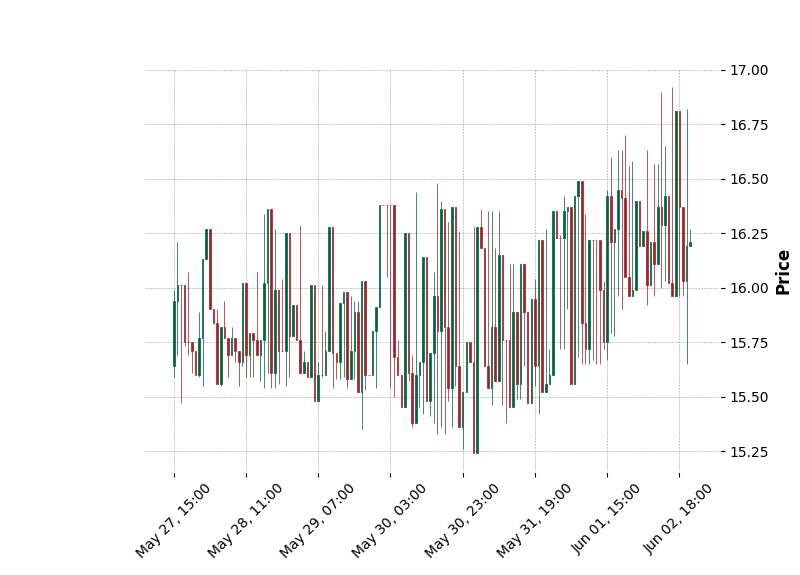 17.00
16.75
16.50
16.25
16.00
15.75
15.50
15.25
Price
May 27, 15:00
May 28, 11:00
May 29, 07:00
May 30, 03:00
May 30, 23:00
May 31, 19:00
Jun 01, 15:00
Jun 02, 18:00